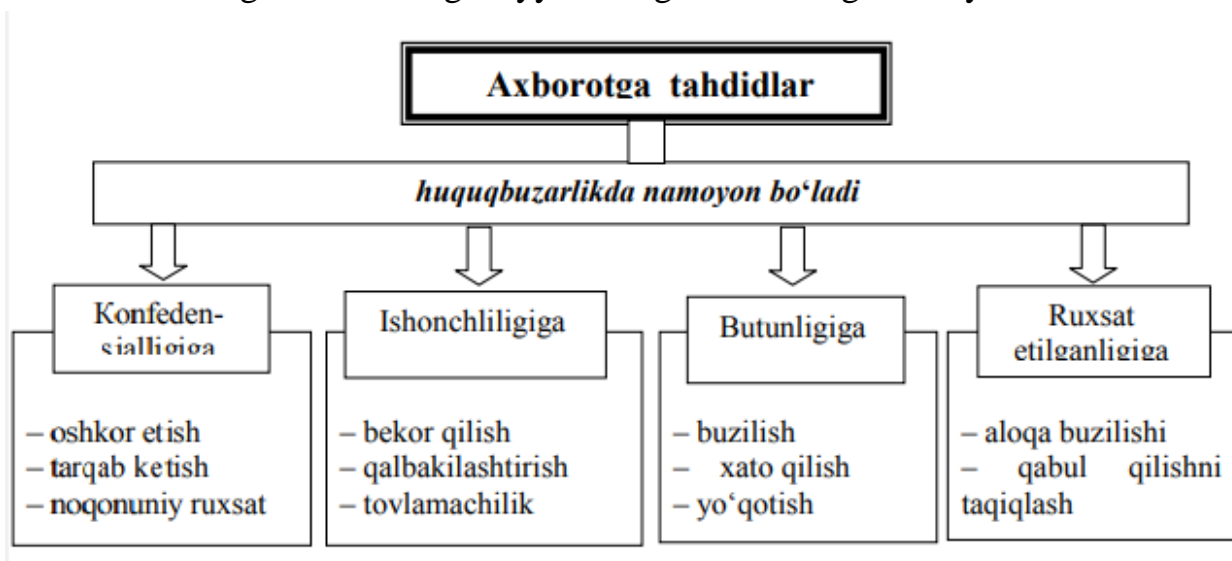 Axborotga tahdidlar
huquqbuzarlikda namoyon bo‘ladi
Konfeden-
sialligiga
– oshkor etish
– tarqab ketish
– noqonuniy ruxsat
Ishonchliligiga
– bekor qilish
– qalbakilashtirish
– tovlamachilik
Butunligiga
– buzilish
– xato qilish
– yo‘qotish
Ruxsat
etilganligiga
– aloqa buzilishi
– qabul qilishni
taqiqlash